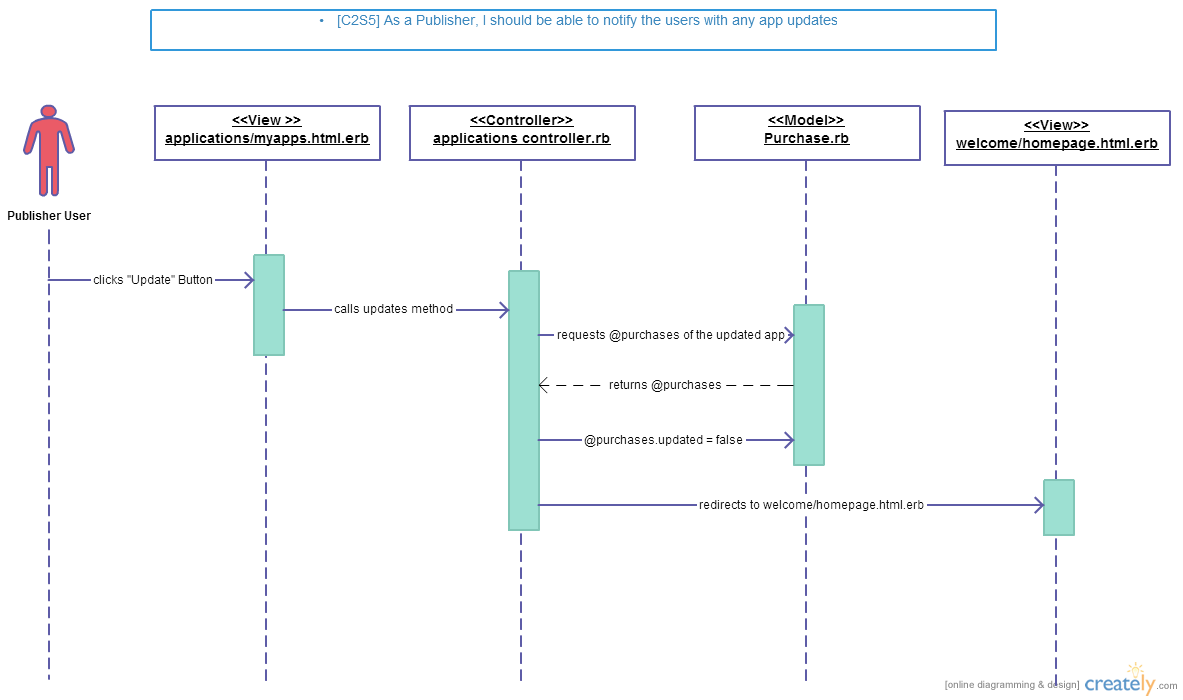 • [C2S5] As a Publisher, I should be able to notify the users with any app updates
<<View >>
applications/myapps.html.erb
<<Controller>>
applications controller.rb
<<Model>>
Purchase.rb
<<View>>
welcome/homepage.html.erb
Publisher User
clicks "Update" Button
calls updates method
requests @purchases of the updated app
returns @purchases
@purchases.updated = false
redirects to welcome/homepage.html.erb
[online diagramming & design] creately.com